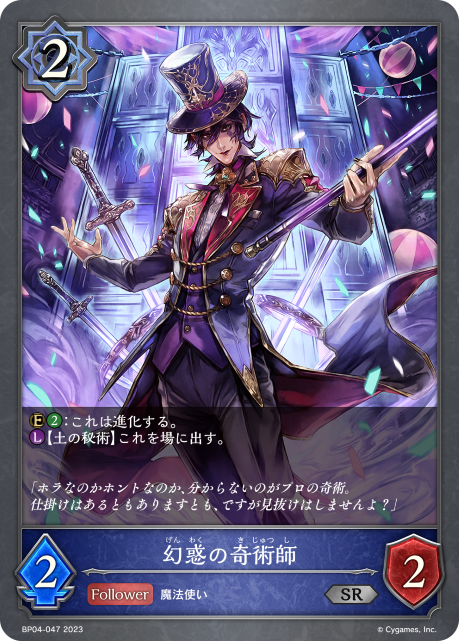 2
E 2：これは進化する。
L【土の秘術】これを場に出す。
「ホラなのかホントなのか、分からないのがプロの奇術。
仕掛けはあるともありますとも、ですが見抜けはしませんよ？」
げんわく きじゅつし
幻惑の奇術師
2 Follower 魔法使い SR 2
BP04-047 2023 © Cygames, Inc.